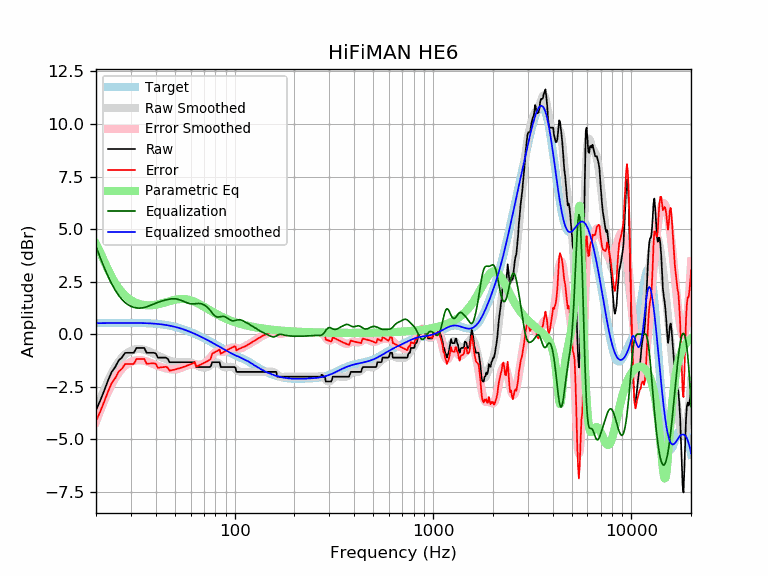 HiFiMAN HE6
12.5
10.0
7.5
5.0
2.5
0.0
−2.5
−5.0
−7.5
Amplitude (dBr)
Target
Raw Smoothed
Error Smoothed
Raw
Error
Parametric Eq
Equalization
Equalized smoothed
100
1000
10000
Frequency (Hz)